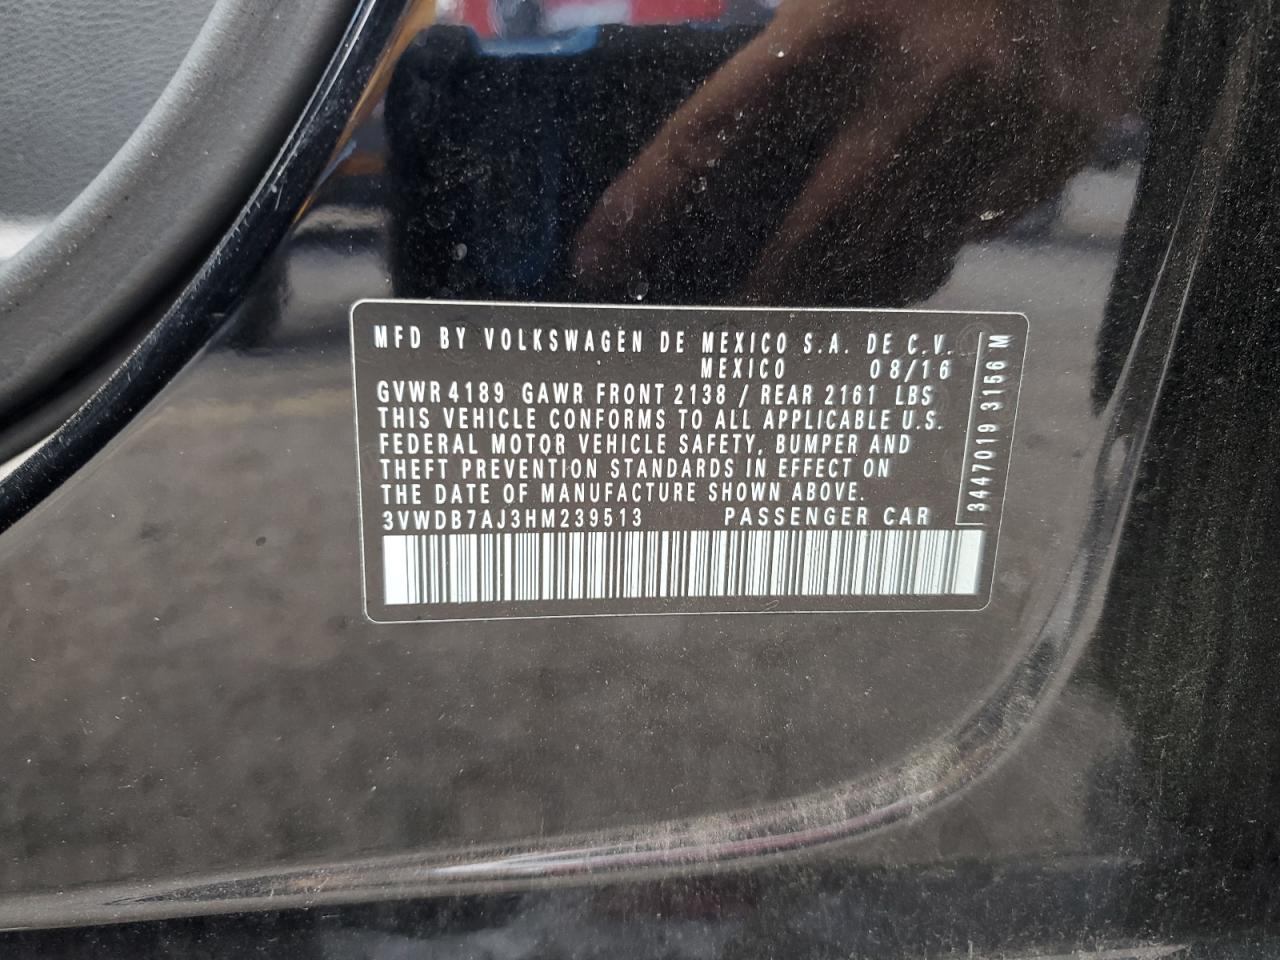 MFD BY VOLKSWAGEN DE MEXICO S.A. DE C.V.
MEXICO 08/16
GVWR 4189 GAWR FRONT 2138 / REAR 2161 LBS
THIS VEHICLE CONFORMS TO ALL APPLICABLE U.S.
FEDERAL MOTOR VEHICLE SAFETY, BUMPER AND
THEFT PREVENTION STANDARDS IN EFFECT ON
THE DATE OF MANUFACTURE SHOWN ABOVE.
3VWDB7AJ3HM239513 PASSENGER CAR
3447019 3156 M